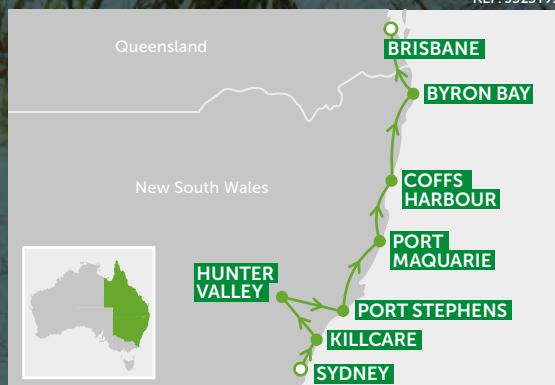 Queensland
BRISBANE
BYRON BAY
New South Wales
COFFS
HARBOUR
PORT
MAQUARIE
HUNTER
VALLEY
PORT STEPHENS
KILLCARE
SYDNEY